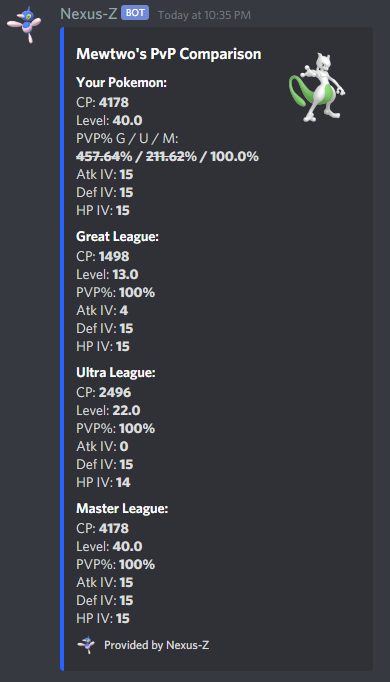 Nexus-Z BOT Today at 10:35 PM
Mewtwo's PvP Comparison
Your Pokemon:
CP: 4178
Level: 40.0
PVP% G / U / M:
457.64% / 211.62% / 100.0%
Atk IV: 15
Def IV: 15
HP IV: 15
Great League:
CP: 1498
Level: 13.0
PVP%: 100%
Atk IV: 4
Def IV: 15
HP IV: 15
Ultra League:
CP: 2496
Level: 22.0
PVP%: 100%
Atk IV: 0
Def IV: 15
HP IV: 14
Master League:
CP: 4178
Level: 40.0
PVP%: 100%
Atk IV: 15
Def IV: 15
HP IV: 15
Provided by Nexus-Z